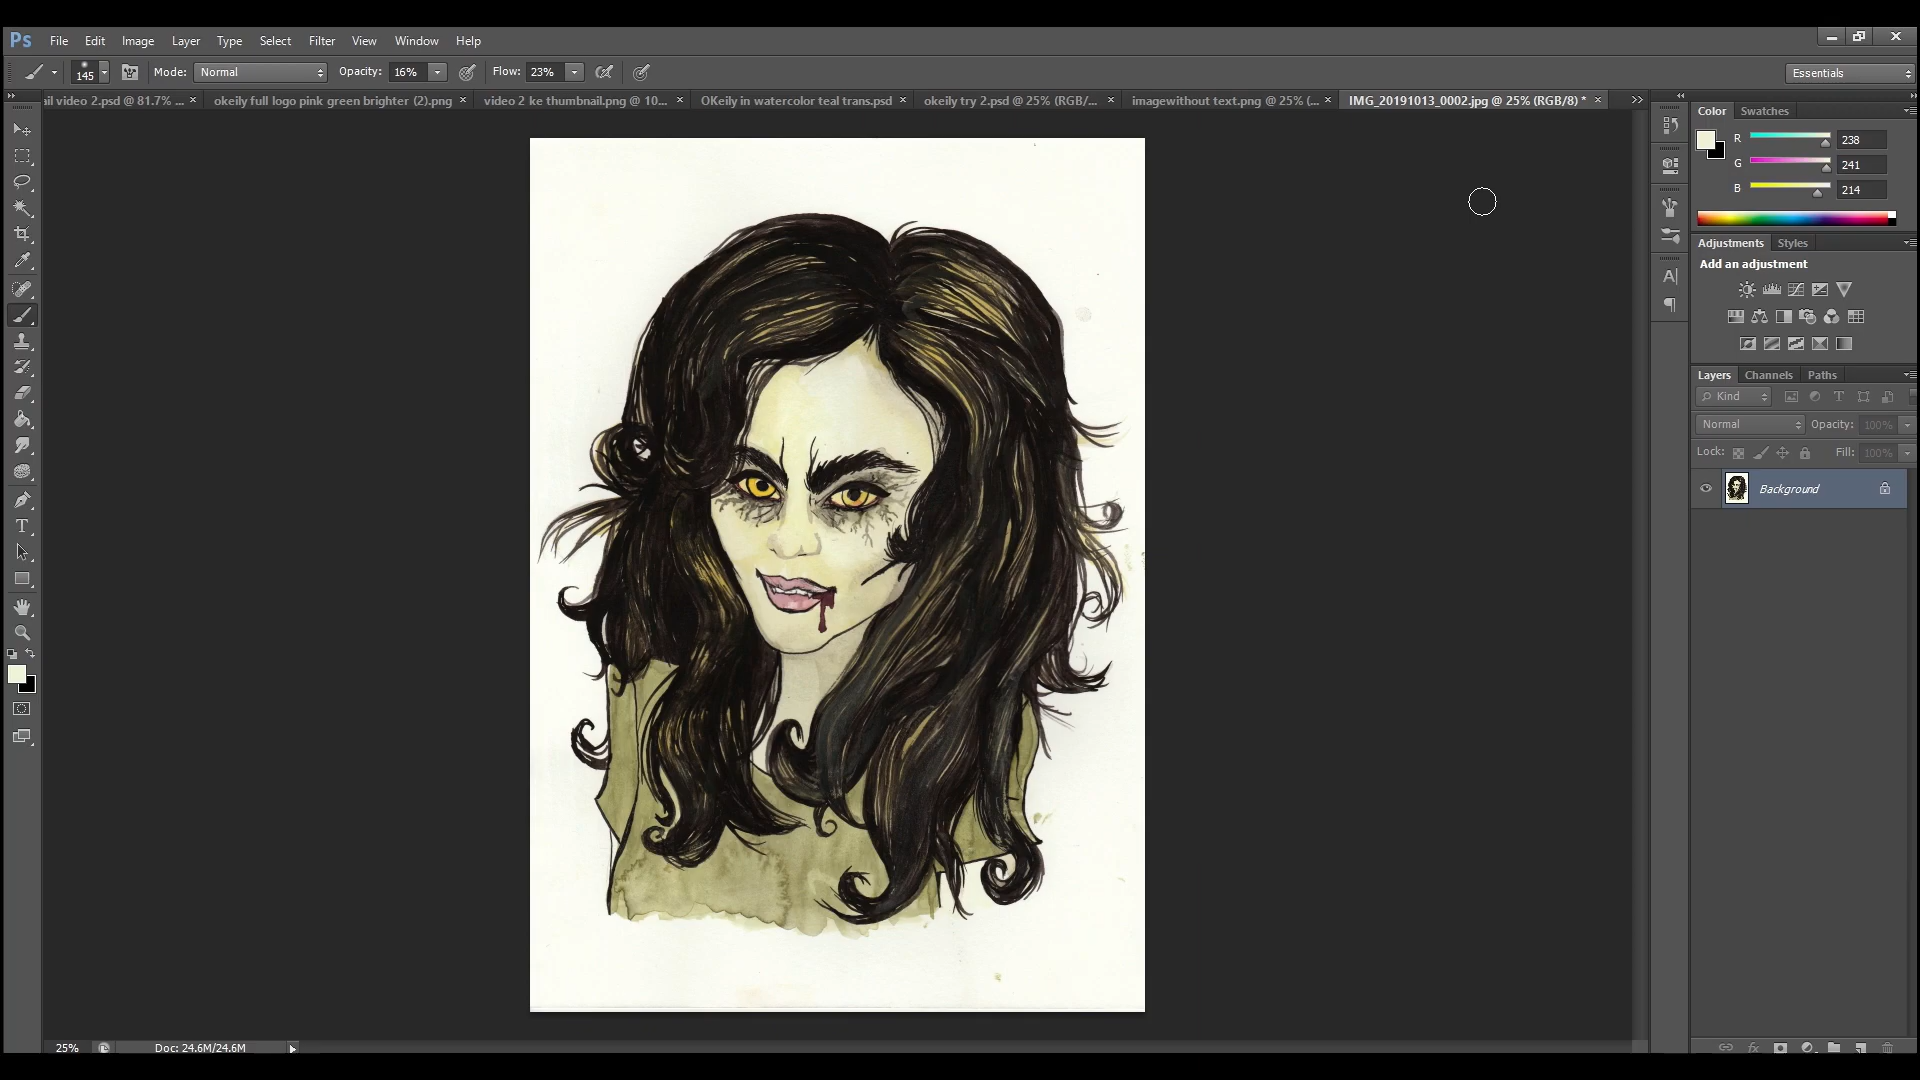 Ps File Edit Image Layer Type Select Filter View Window Help
145 Mode: Normal Opacity: 16% Flow: 23% Essentials
ail video 2.psd @ 81.7% ... × okeily full logo pink green brighter (2).png × video 2 ke thumbnail.png @ 10... × OKeily in watercolor teal trans.psd × okeily try 2.psd @ 25% (RGB/... × imagewithout text.png @ 25% (... × IMG_20191013_0002.jpg @ 25% (RGB/8) * ×
Color Swatches
R 238
G 241
B 214
Adjustments Styles
Add an adjustment
Layers Channels Paths
Kind
Normal Opacity: 100%
Lock: Fill: 100%
Background
25% Doc: 24.6M/24.6M